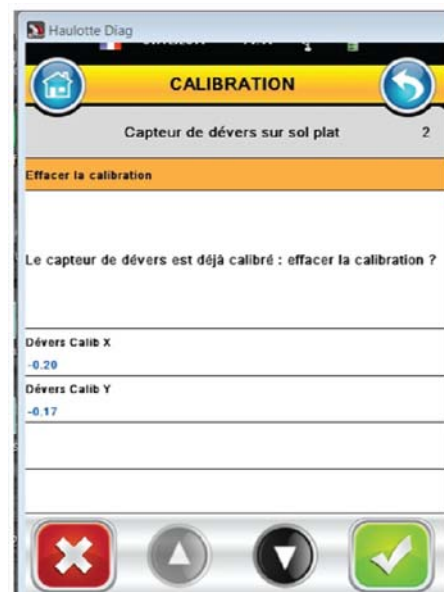 Haulotte Diag
CALIBRATION
Capteur de dévers sur sol plat 2
Effacer la calibration
Le capteur de dévers est déjà calibré : effacer la calibration ?
Dévers Calib X
-0.20
Dévers Calib Y
-0.17